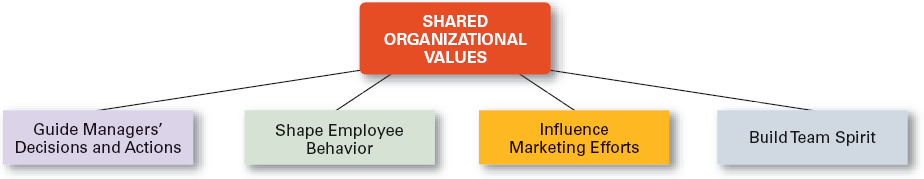 SHARED
ORGANIZATIONAL
VALUES
Guide Managers’
Decisions and Actions
Shape Employee
Behavior
Influence
Marketing Efforts
Build Team Spirit